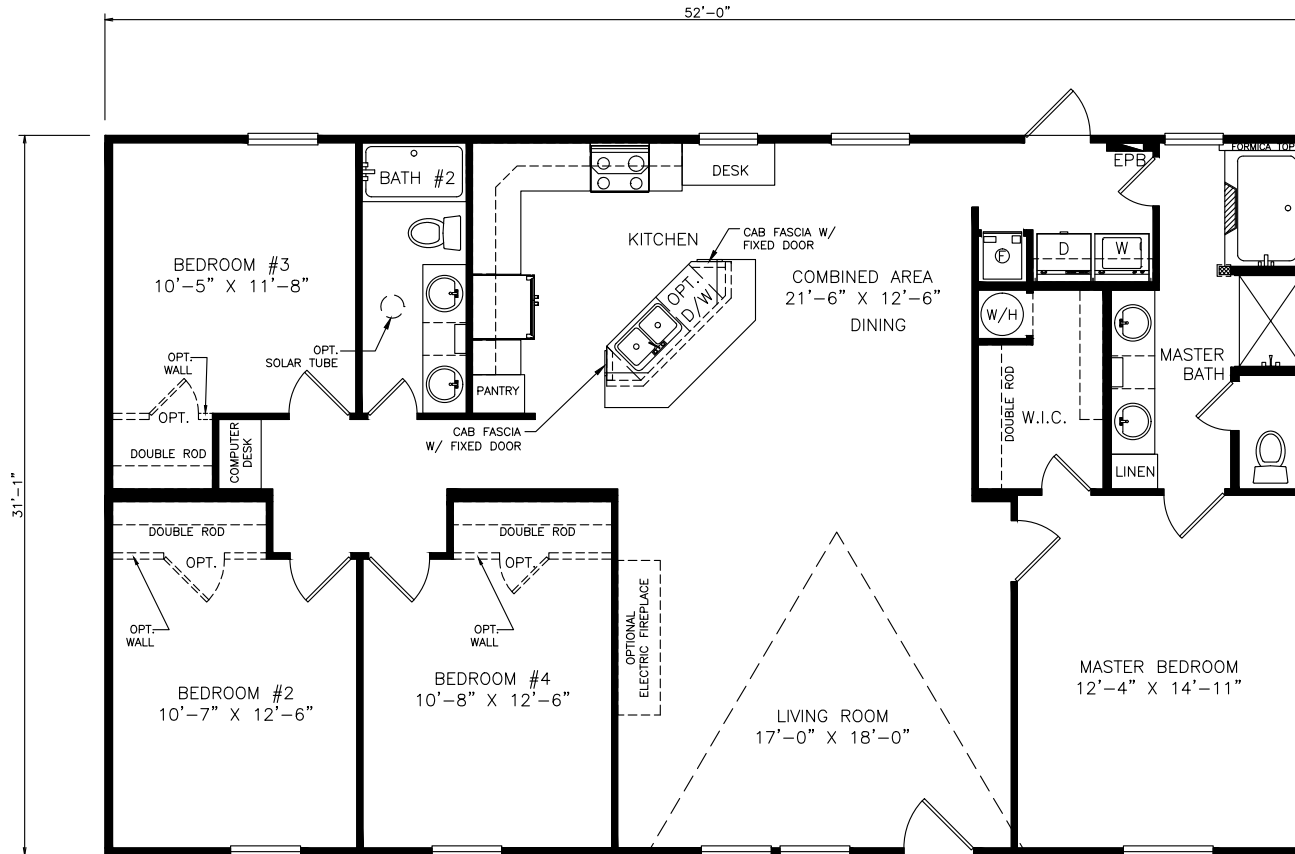 52'-0"
31'-1"
BATH #2
DESK
EPB
FORMICA TOP
BEDROOM #3
10'-5" X 11'-8"
KITCHEN
CAB FASCIA W/
FIXED DOOR
COMBINED AREA
21'-6" X 12'-6"
DINING
F
D
W
OPT.
D/W
OPT.
SOLAR TUBE
W/H
OPT.
WALL
OPT.
DOUBLE ROD
COMPUTER
DESK
PANTRY
CAB FASCIA
W/ FIXED DOOR
DOUBLE ROD
W.I.C.
MASTER
BATH
LINEN
DOUBLE ROD
OPT.
OPT.
WALL
DOUBLE ROD
OPT.
OPT.
WALL
OPTIONAL
ELECTRIC FIREPLACE
BEDROOM #2
10'-7" X 12'-6"
BEDROOM #4
10'-8" X 12'-6"
LIVING ROOM
17'-0" X 18'-0"
MASTER BEDROOM
12'-4" X 14'-11"